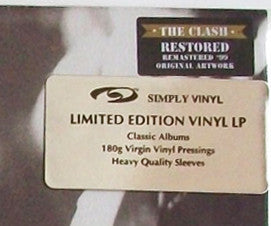 THE CLASH
RESTORED
REMASTERED '99
ORIGINAL ARTWORK
SIMPLY VINYL
LIMITED EDITION VINYL LP
Classic Albums
180g Virgin Vinyl Pressings
Heavy Quality Sleeves